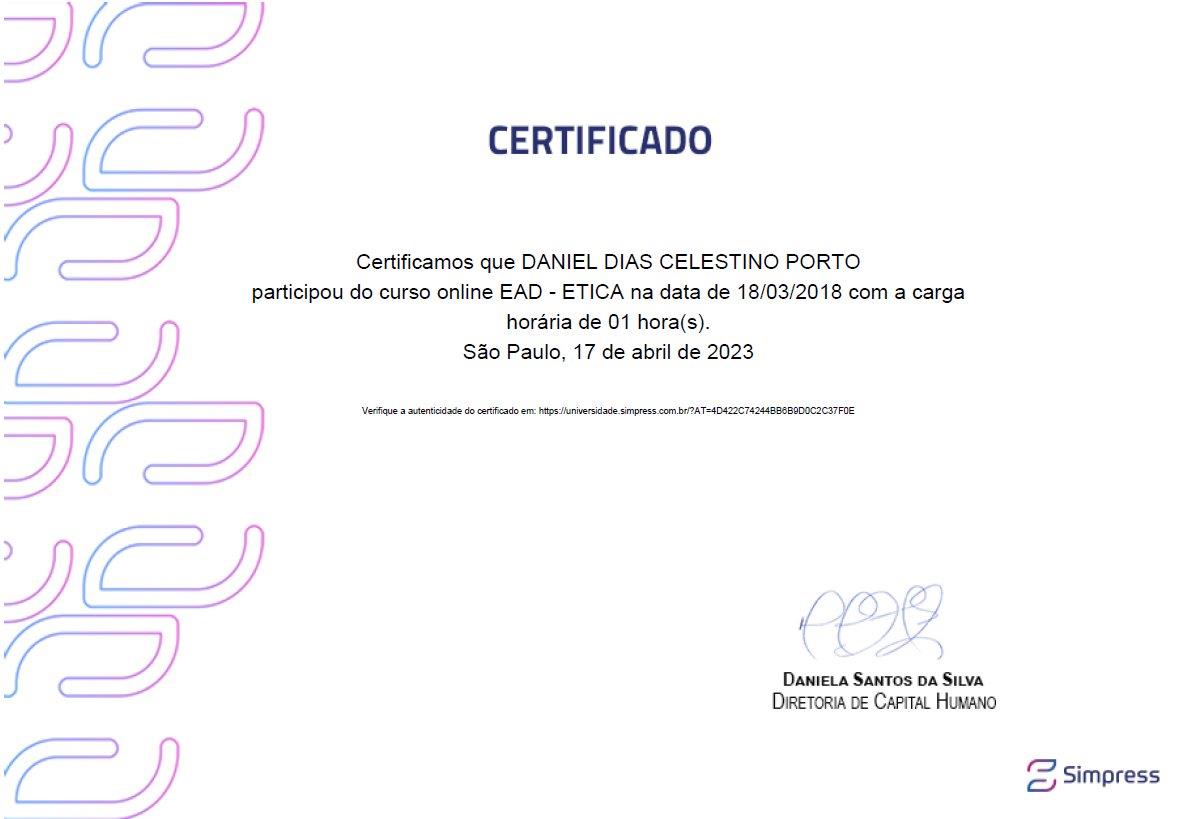 CERTIFICADO
Certificamos que DANIEL DIAS CELESTINO PORTO
participou do curso online EAD - ETICA na data de 18/03/2018 com a carga
horária de 01 hora(s).
São Paulo, 17 de abril de 2023
Verifique a autenticidade do certificado em: https://universidade.simpress.com.br/?AT=4D422C74244BB6B9D0C2C37F0E
DANIELA SANTOS DA SILVA
DIRETORIA DE CAPITAL HUMANO
Simpress